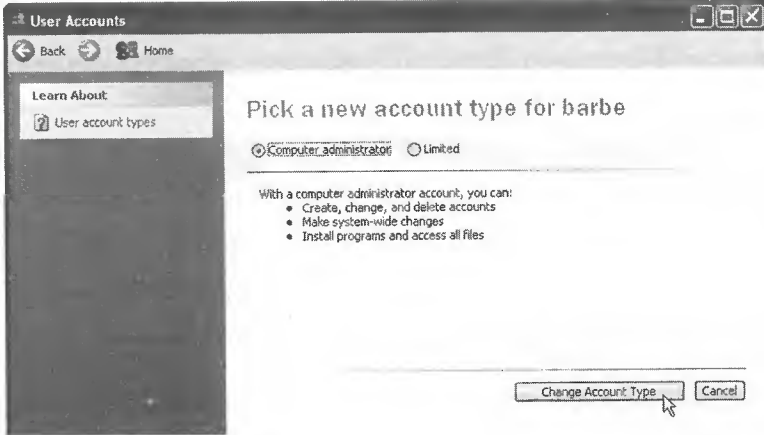 User Accounts
Back Home
Learn About
User account types
Pick a new account type for barbe
Computer administrator Limited
With a computer administrator account, you can:
• Create, change, and delete accounts
• Make system-wide changes
• Install programs and access all files
Change Account Type Cancel